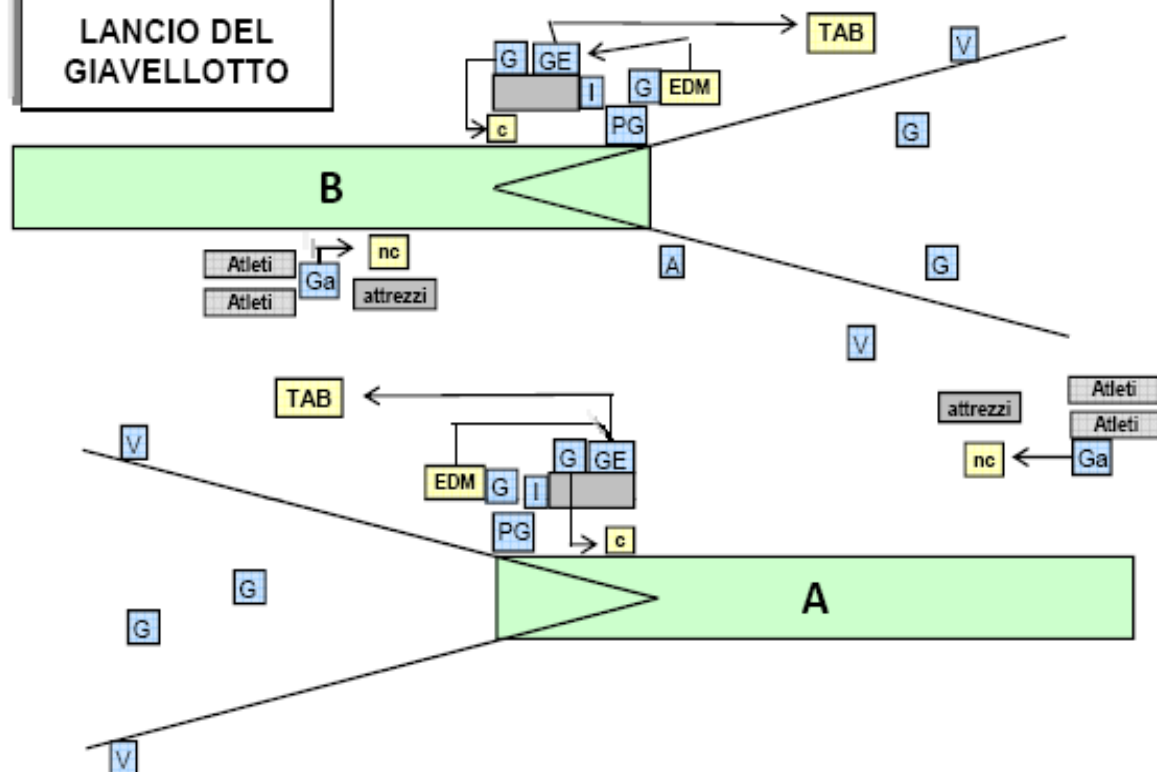 LANCIO DEL
GIAVELLOTTO
TAB
V
G
GE
I
G
EDM
c
PG
G
B
nc
Atleti
Ga
Atleti
attrezzi
A
G
V
TAB
attrezzi
Atleti
Atleti
nc
Ga
V
G
GE
EDM
G
I
PG
c
G
G
A
V